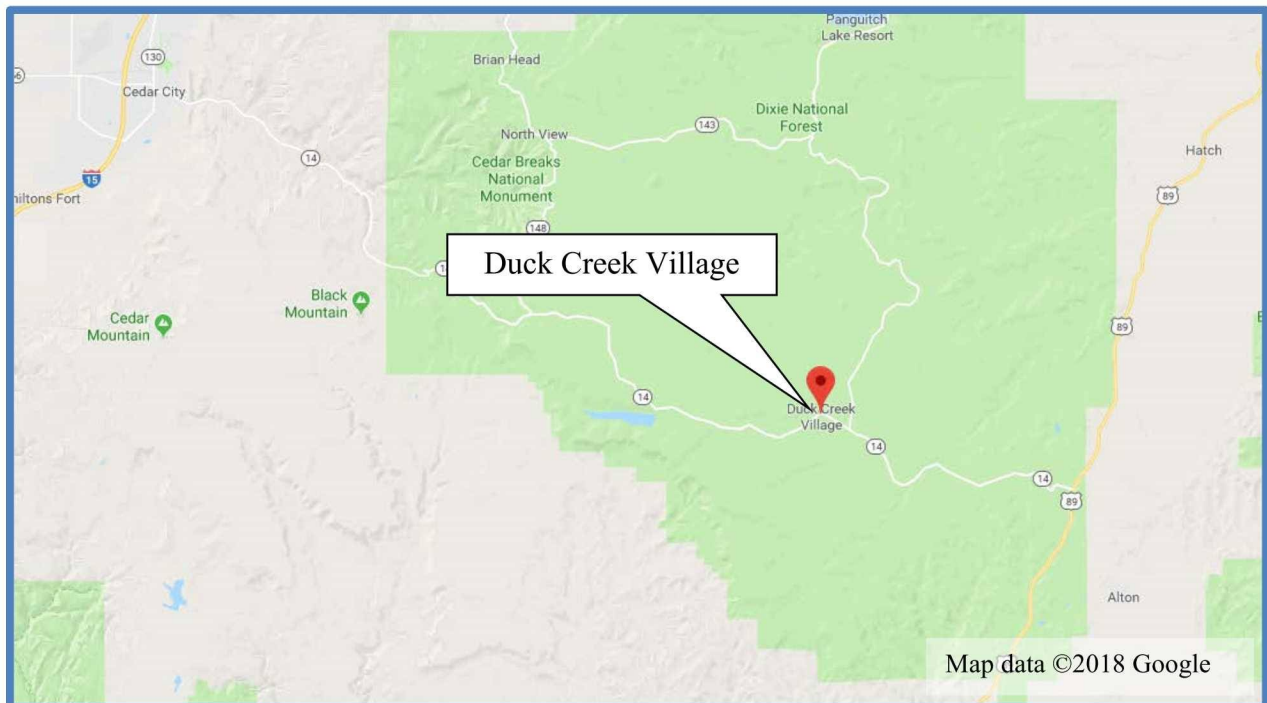 Panguitch
Lake Resort
130
Brian Head
Cedar City
Dixie National
Forest
143
North View
14
Hatch
Cedar Breaks
National
Monument
15
niltons Fort
89
148
Duck Creek Village
Black
Mountain
Cedar
Mountain
89
14
Duck Creek
Village
14
14
89
Alton
Map data ©2018 Google